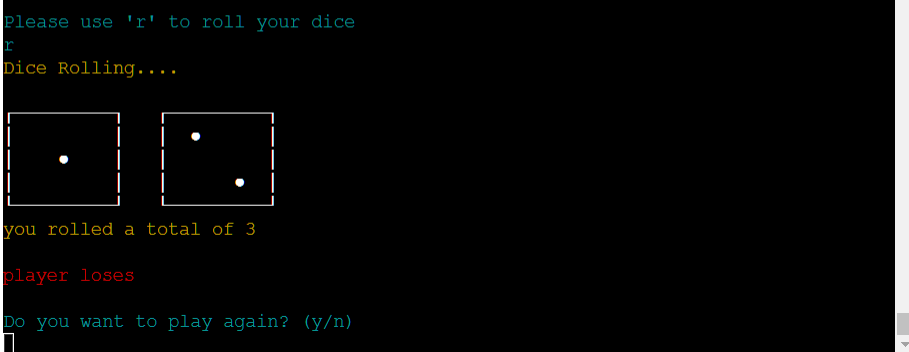 Please use 'r' to roll your dice
r
Dice Rolling....
you rolled a total of 3
player loses
Do you want to play again? (y/n)